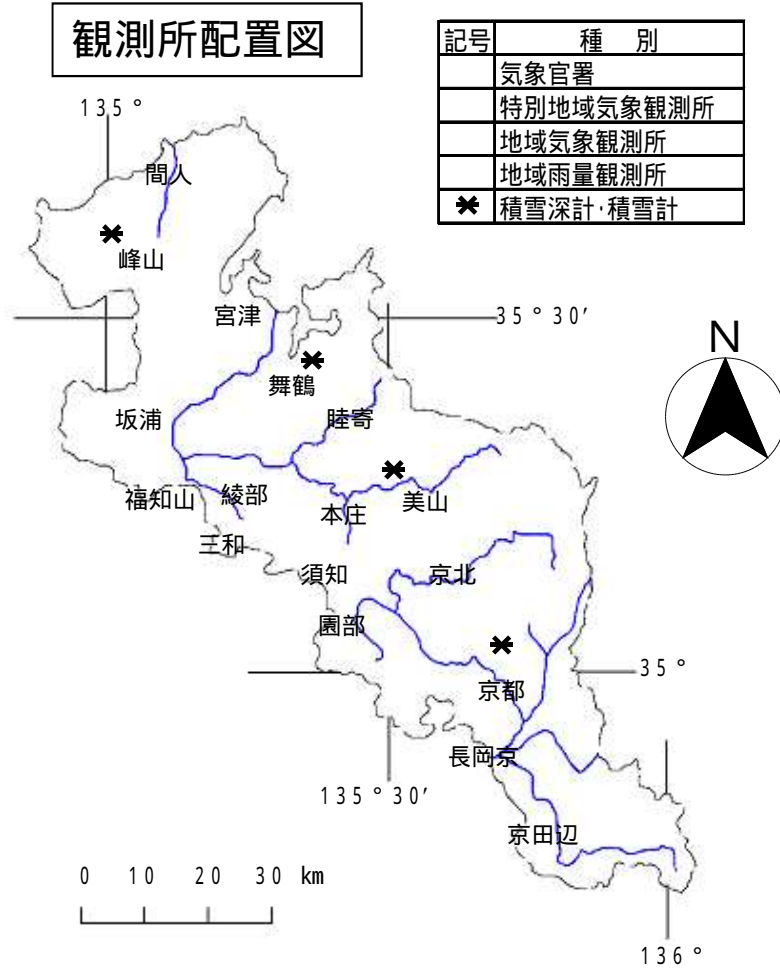 観測所配置図
記号 種 別
気象官署
特別地域気象観測所
地域気象観測所
地域雨量観測所
積雪深計・積雪計
135°
間人
峰山
宮津
35°30′
N
舞鶴
坂浦
睦寄
福知山
綾部
本庄
美山
三和
須知
京北
園部
35°
京都
長岡京
135°30′
京田辺
0 10 20 30 km
136°